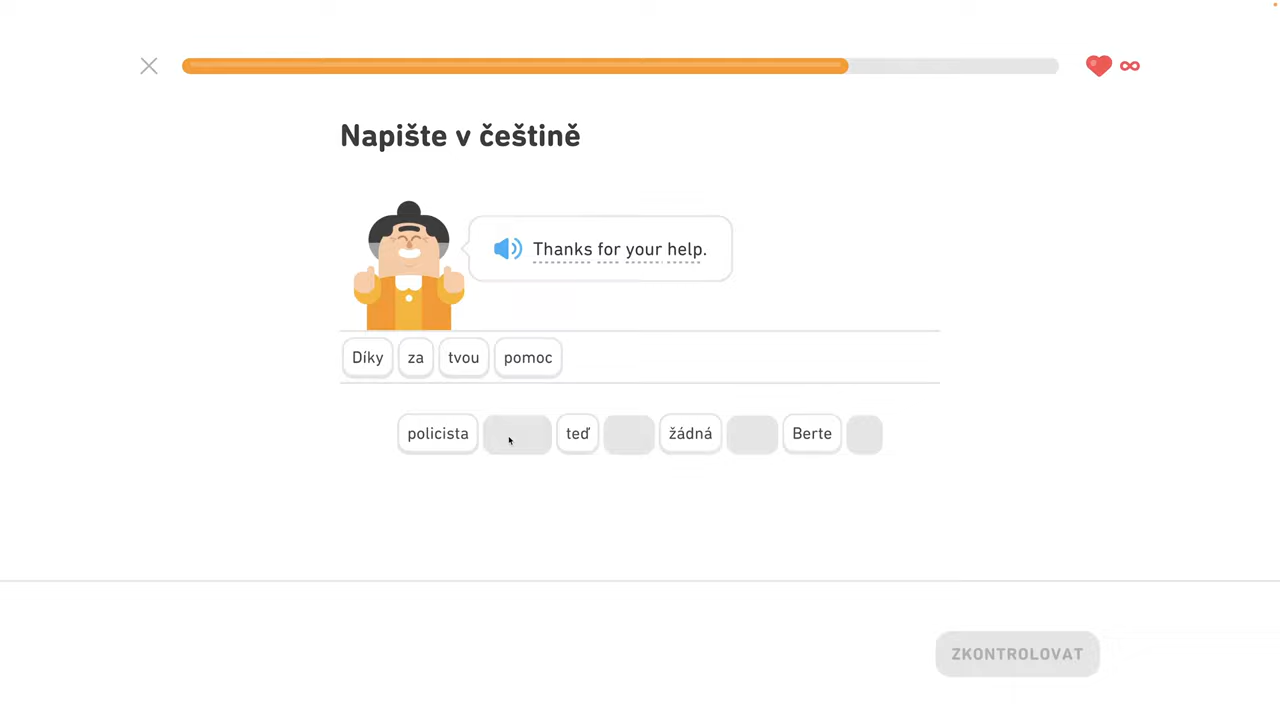 Napište v češtině
Thanks for your help.
Díky za tvou pomoc
policista teď žádná Berte
ZKONTROLOVAT